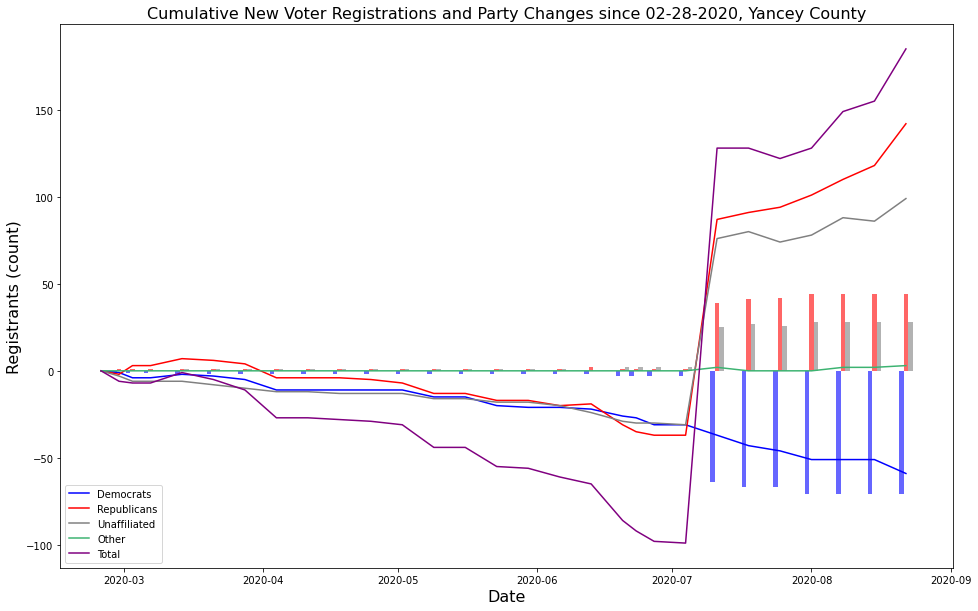 Cumulative New Voter Registrations and Party Changes since 02-28-2020, Yancey County
Registrants (count)
150
100
50
0
−50
−100
Democrats
Republicans
Unaffiliated
Other
Total
2020-03
2020-04
2020-05
2020-06
2020-07
2020-08
2020-09
Date